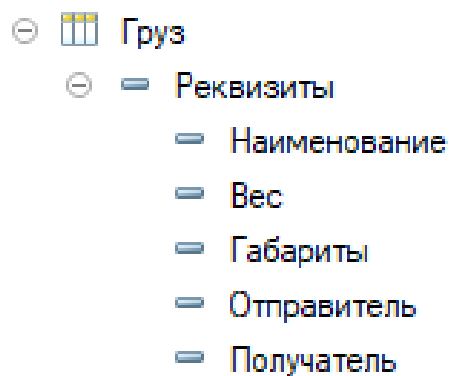 Груз
Реквизиты
Наименование
Вес
Габариты
Отправитель
Получатель